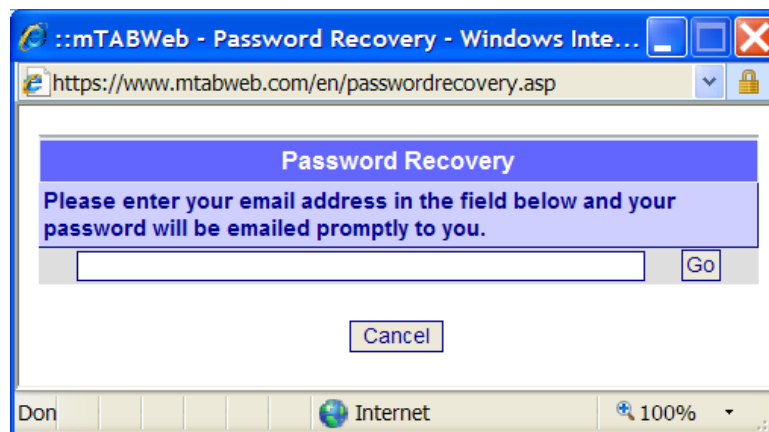 ::mTABWeb - Password Recovery - Windows Inte...
https://www.mtabweb.com/en/passwordrecovery.asp
Password Recovery
Please enter your email address in the field below and your
password will be emailed promptly to you.
Go
Cancel
Don Internet 100%